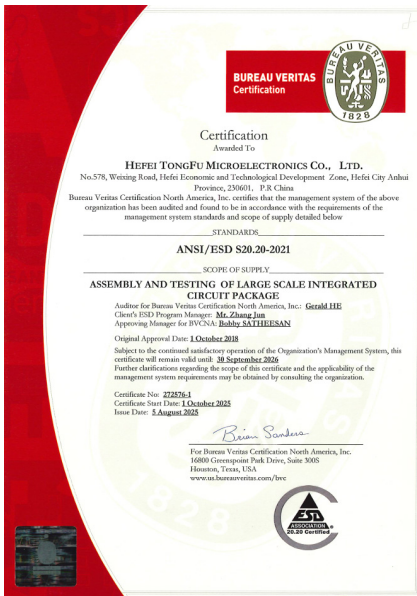 BUREAU VERITAS
Certification
BUREAU VERITAS
1828
Certification
Awarded To
HEFEI TONGFU MICROELECTRONICS CO., LTD.
No.578, Weixing Road, Hefei Economic and Technological Development Zone, Hefei City Anhui
Province, 230601, P.R China
Bureau Veritas Certification North America, Inc. certifies that the management system of the above
organization has been audited and found to be in accordance with the requirements of the
management system standards and scope of supply detailed below
STANDARDS
ANSI/ESD S20.20-2021
SCOPE OF SUPPLY
ASSEMBLY AND TESTING OF LARGE SCALE INTEGRATED
CIRCUIT PACKAGE
Auditor for Bureau Veritas Certification North America, Inc.: Gerald HE
Client's ESD Program Manager: Mr. Zhang Jun
Approving Manager for BVCNA: Bobby SATHEESAN
Original Approval Date: 1 October 2018
Subject to the continued satisfactory operation of the Organization's Management System, this
certificate will remain valid until: 30 September 2026
Further clarifications regarding the scope of this certificate and the applicability of the
management system requirements may be obtained by consulting the organization.
Certificate No: 272576-1
Certificate Start Date: 1 October 2025
Issue Date: 5 August 2025
Brian Sanders
For Bureau Veritas Certification North America, Inc.
16800 Greenspoint Park Drive, Suite 300S
Houston, Texas, USA
www.us.bureauveritas.com/bvc
ESD
ASSOCIATION
20.20 Certified
1828